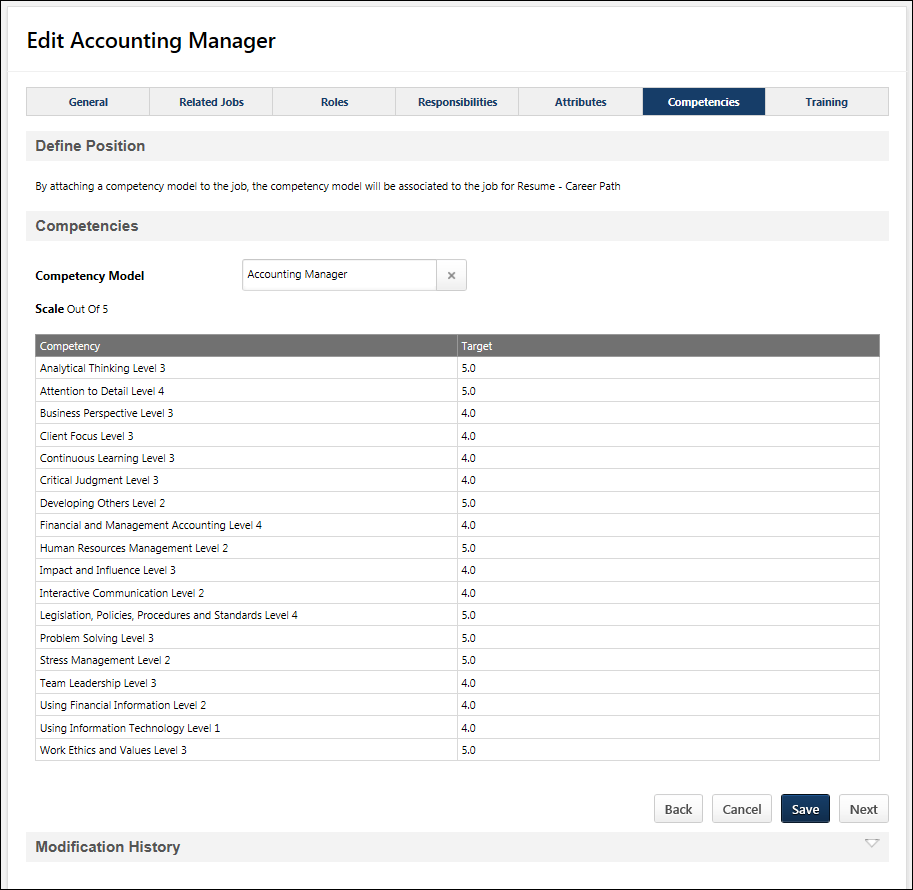 Edit Accounting Manager
General Related Jobs Roles Responsibilities Attributes Competencies Training
Define Position
By attaching a competency model to the job, the competency model will be associated to the job for Resume - Career Path
Competencies
Competency Model Accounting Manager ×
Scale Out Of 5
Competency Target
Analytical Thinking Level 3 5.0
Attention to Detail Level 4 5.0
Business Perspective Level 3 4.0
Client Focus Level 3 4.0
Continuous Learning Level 3 4.0
Critical Judgment Level 3 4.0
Developing Others Level 2 5.0
Financial and Management Accounting Level 4 4.0
Human Resources Management Level 2 5.0
Impact and Influence Level 3 4.0
Interactive Communication Level 2 4.0
Legislation, Policies, Procedures and Standards Level 4 5.0
Problem Solving Level 3 5.0
Stress Management Level 2 5.0
Team Leadership Level 3 4.0
Using Financial Information Level 2 4.0
Using Information Technology Level 1 4.0
Work Ethics and Values Level 3 5.0
Back Cancel Save Next
Modification History